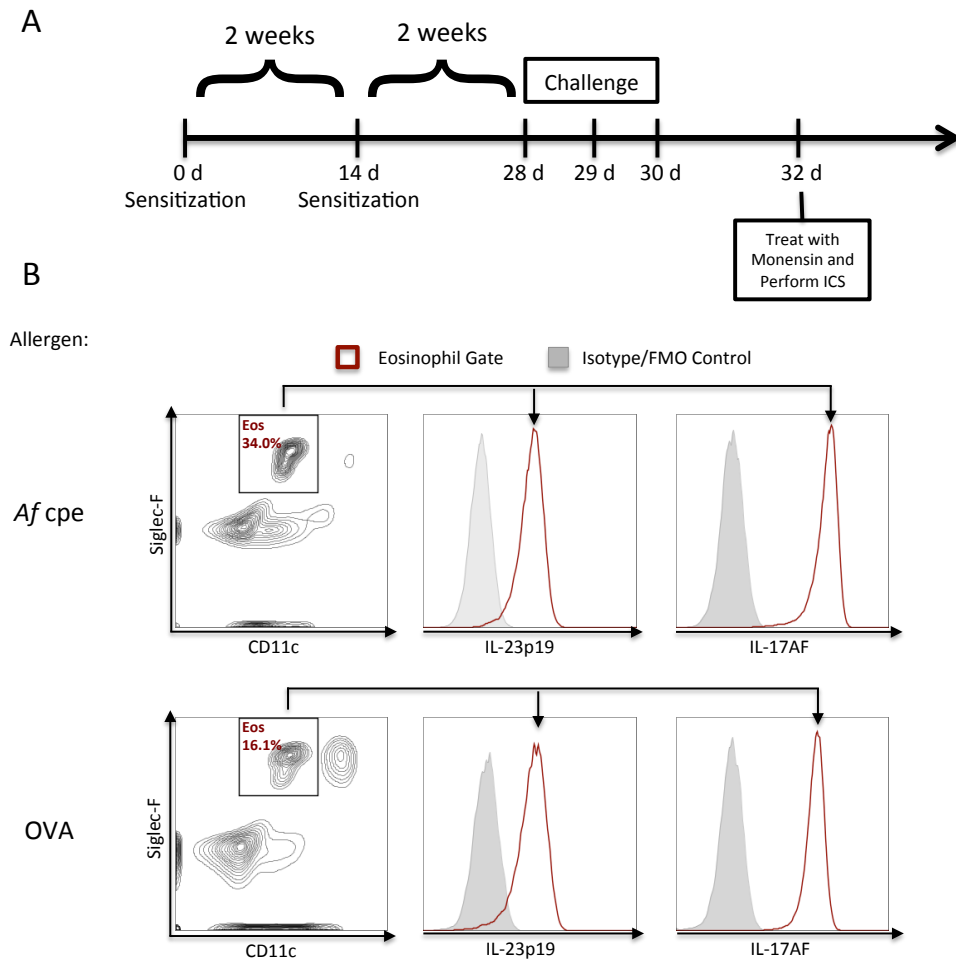 A
2 weeks
2 weeks
Challenge
0 d
14 d
28 d
29 d
30 d
32 d
Sensitization
Sensitization
Treat with
Monensin and
Perform ICS
B
Allergen:
Eosinophil Gate
Isotype/FMO Control
Af cpe
Siglec-F
Eos
34.0%
CD11c
IL-23p19
IL-17AF
OVA
Siglec-F
Eos
16.1%
CD11c
IL-23p19
IL-17AF